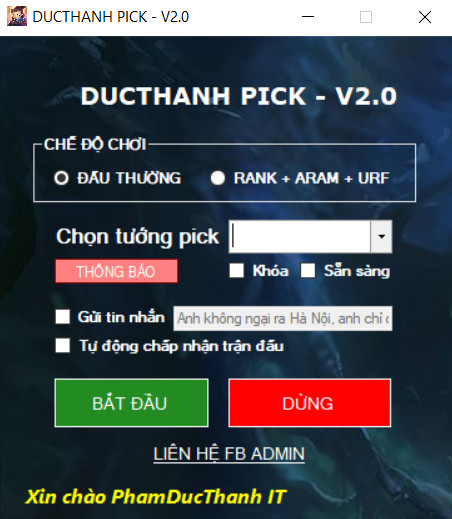 DUCTHANH PICK - V2.0
DUCTHANH PICK - V2.0
CHẾ ĐỘ CHƠI
ĐẤU THƯỜNG
RANK + ARAM + URF
Chọn tướng pick
THÔNG BÁO
Khóa
Sẵn sàng
Gửi tin nhắn
Anh không ngại ra Hà Nội, anh chỉ
Tự động chấp nhận trận đấu
BẮT ĐẦU
DỪNG
LIÊN HỆ FB ADMIN
Xin chào PhamDucThanh IT